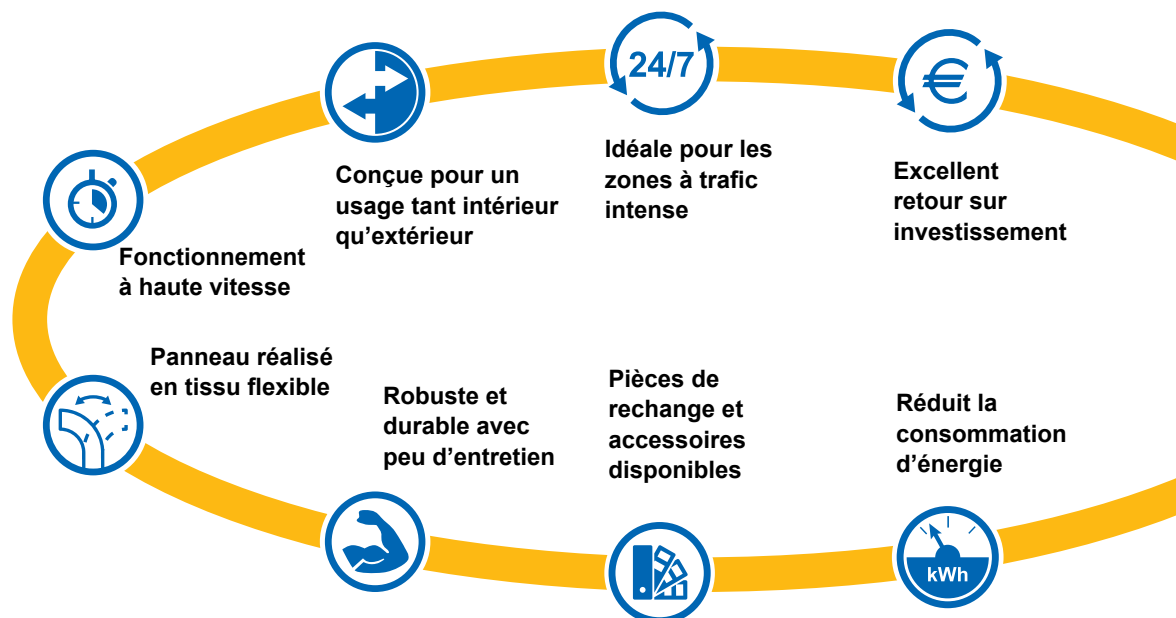 24/7
€
Conçue pour un
usage tant intérieur
qu’extérieur
Idéale pour les
zones à trafic
intense
Excellent
retour sur
investissement
Fonctionnement
à haute vitesse
Panneau réalisé
en tissu flexible
Robuste et
durable avec
peu d’entretien
Pièces de
rechange et
accessoires
disponibles
Réduit la
consommation
d’énergie
kWh